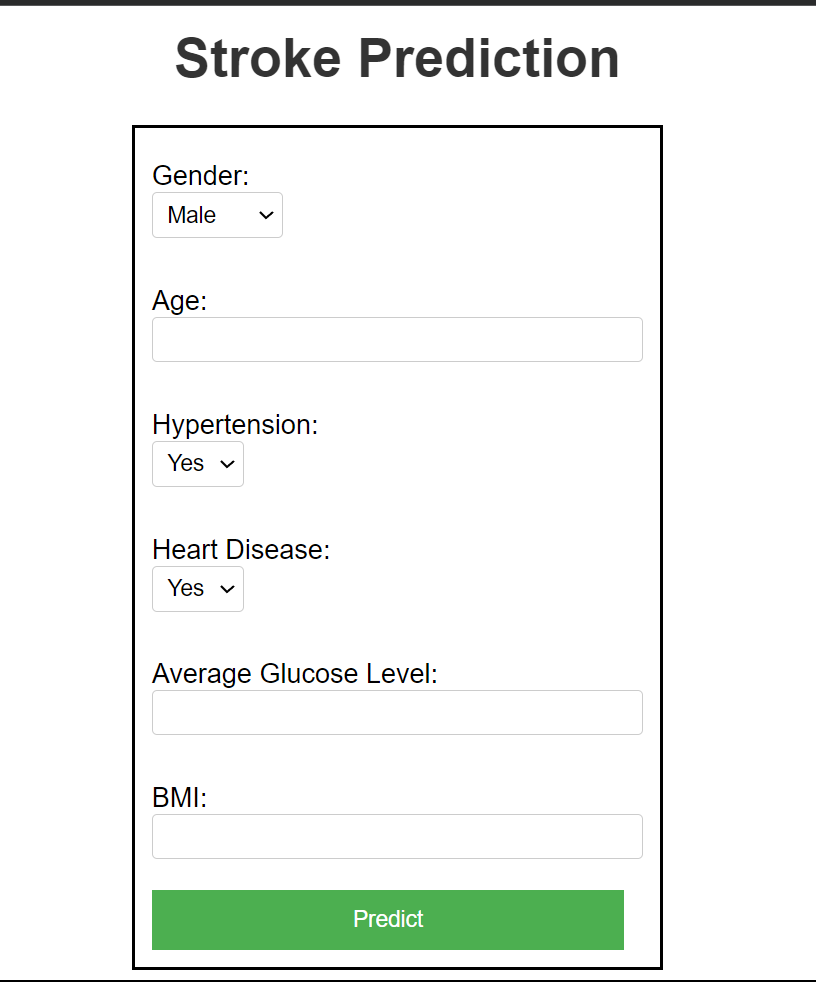 Stroke Prediction
Gender:
Male
Age:
Hypertension:
Yes
Heart Disease:
Yes
Average Glucose Level:
BMI:
Predict